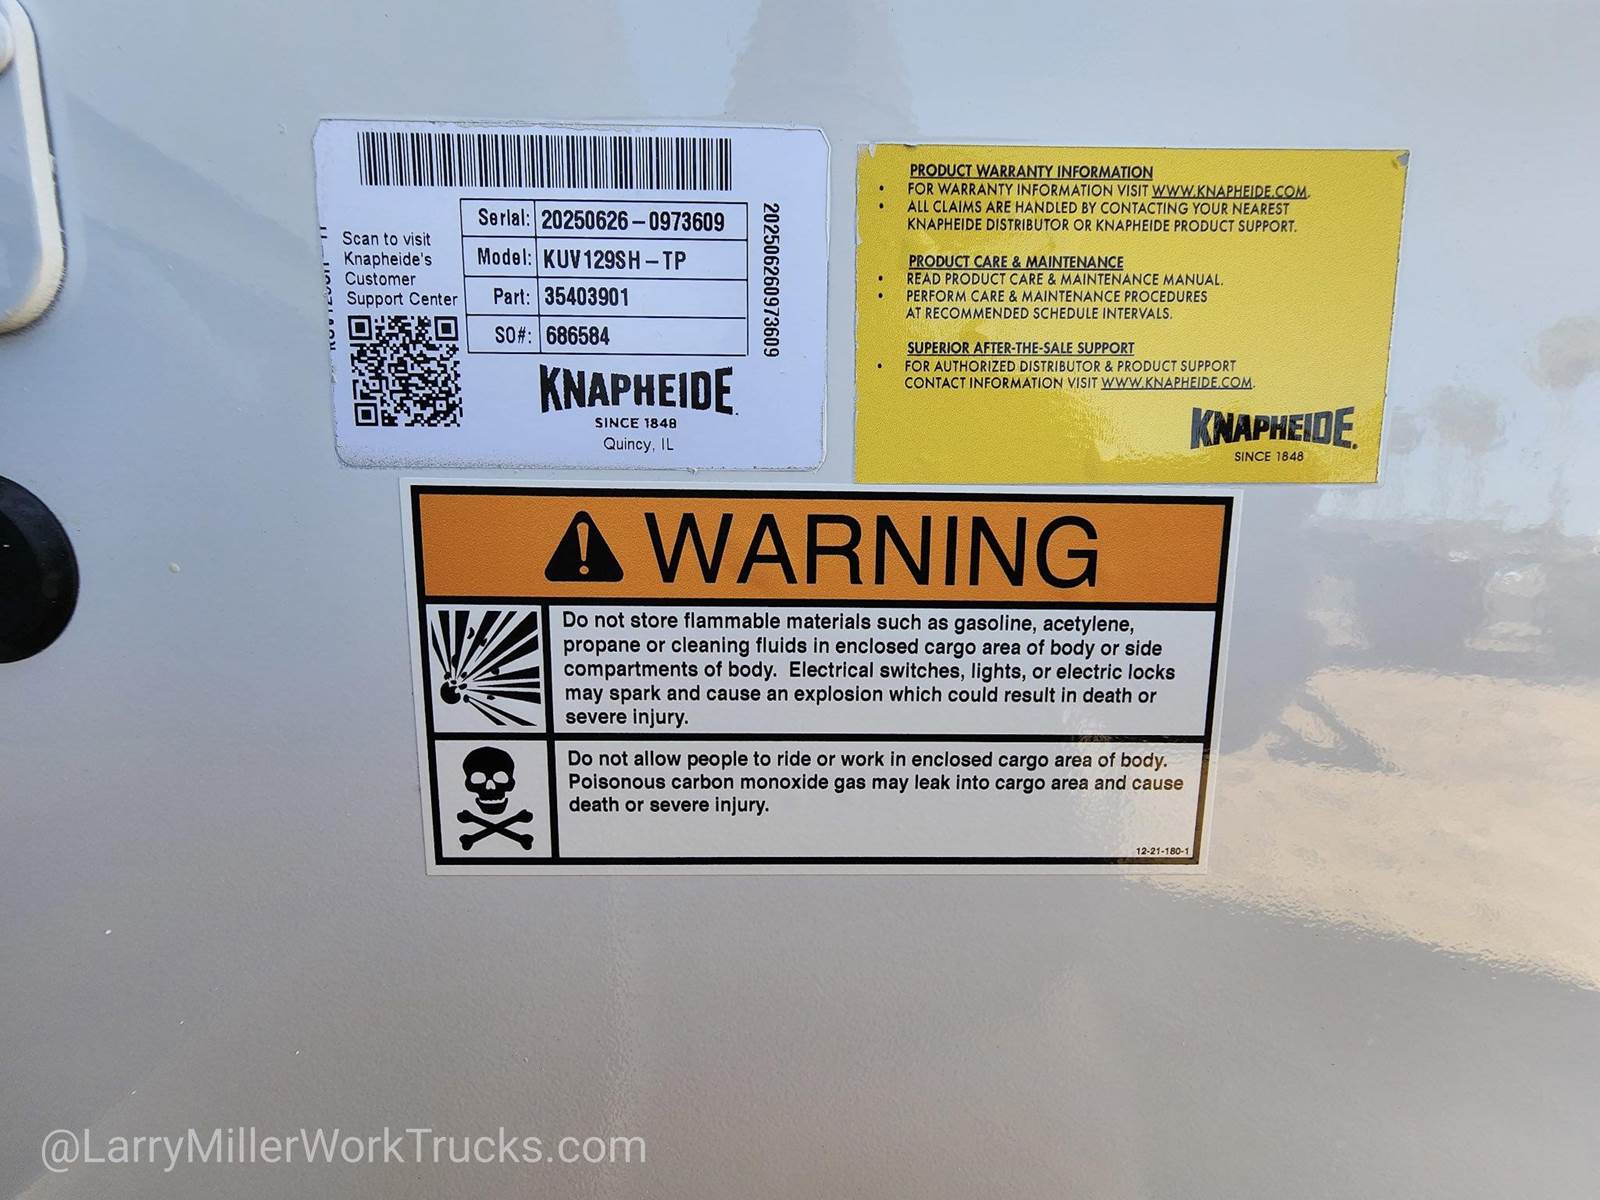 Scan to visit
Knapheide's
Customer
Support Center
Serial: 20250626-0973609
Model: KUV129SH-TP
Part: 35403901
SO#: 686584
202506260973609
KNAPHEIDE
SINCE 1848
Quincy, IL
PRODUCT WARRANTY INFORMATION
• FOR WARRANTY INFORMATION VISIT WWW.KNAPHEIDE.COM.
• ALL CLAIMS ARE HANDLED BY CONTACTING YOUR NEAREST
KNAPHEIDE DISTRIBUTOR OR KNAPHEIDE PRODUCT SUPPORT.
PRODUCT CARE & MAINTENANCE
• READ PRODUCT CARE & MAINTENANCE MANUAL.
• PERFORM CARE & MAINTENANCE PROCEDURES
AT RECOMMENDED SCHEDULE INTERVALS.
SUPERIOR AFTER-THE-SALE SUPPORT
• FOR AUTHORIZED DISTRIBUTOR & PRODUCT SUPPORT
CONTACT INFORMATION VISIT WWW.KNAPHEIDE.COM.
KNAPHEIDE
SINCE 1848
WARNING
Do not store flammable materials such as gasoline, acetylene,
propane or cleaning fluids in enclosed cargo area of body or side
compartments of body. Electrical switches, lights, or electric locks
may spark and cause an explosion which could result in death or
severe injury.
Do not allow people to ride or work in enclosed cargo area of body.
Poisonous carbon monoxide gas may leak into cargo area and cause
death or severe injury.
12-21-180-1
@LarryMillerWorkTrucks.com